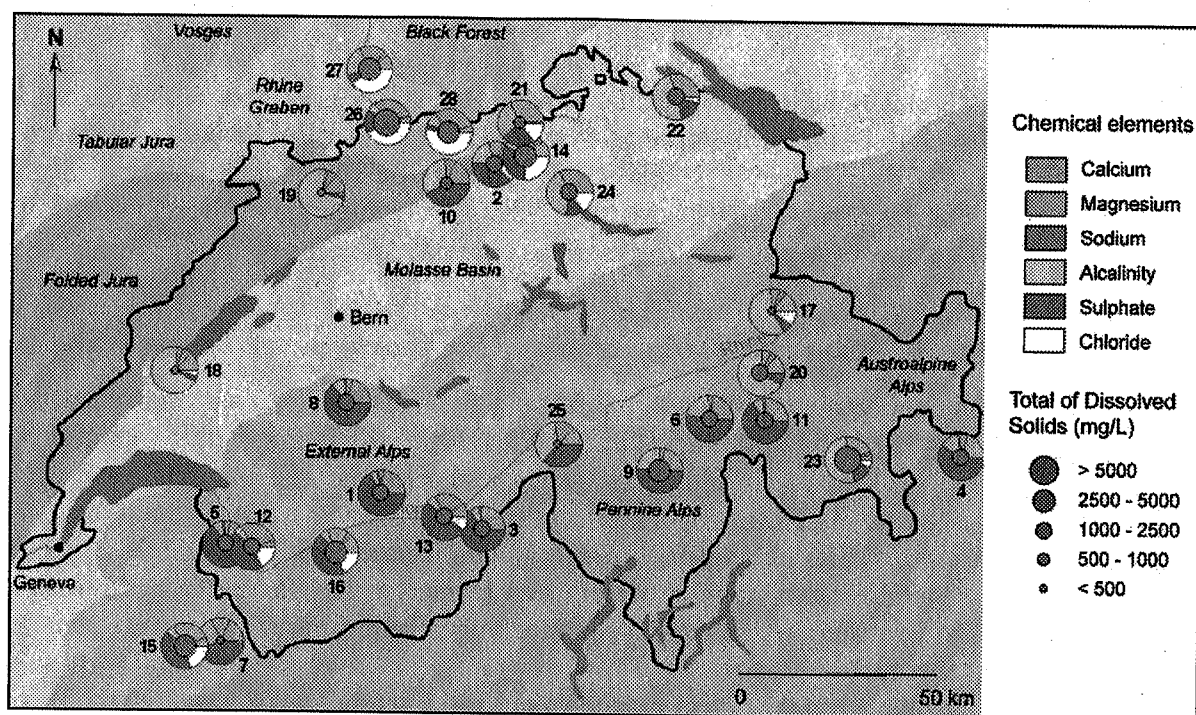 N
Vosges
Black Forest
27
Rhine
Graben
21
26
28
22
Tabular Jura
14
19
2
24
10
Folded Jura
Molasse Basin
Bern
17
18
20
Austroalpine
Alps
8
25
6
11
External Alps
9
23
4
1
Pennine Alps
5
12
13
3
16
Geneva
15
7
0
50 km
Chemical elements
Calcium
Magnesium
Sodium
Alcalinity
Sulphate
Chloride
Total of Dissolved
Solids (mg/L)
> 5000
2500 - 5000
1000 - 2500
500 - 1000
< 500